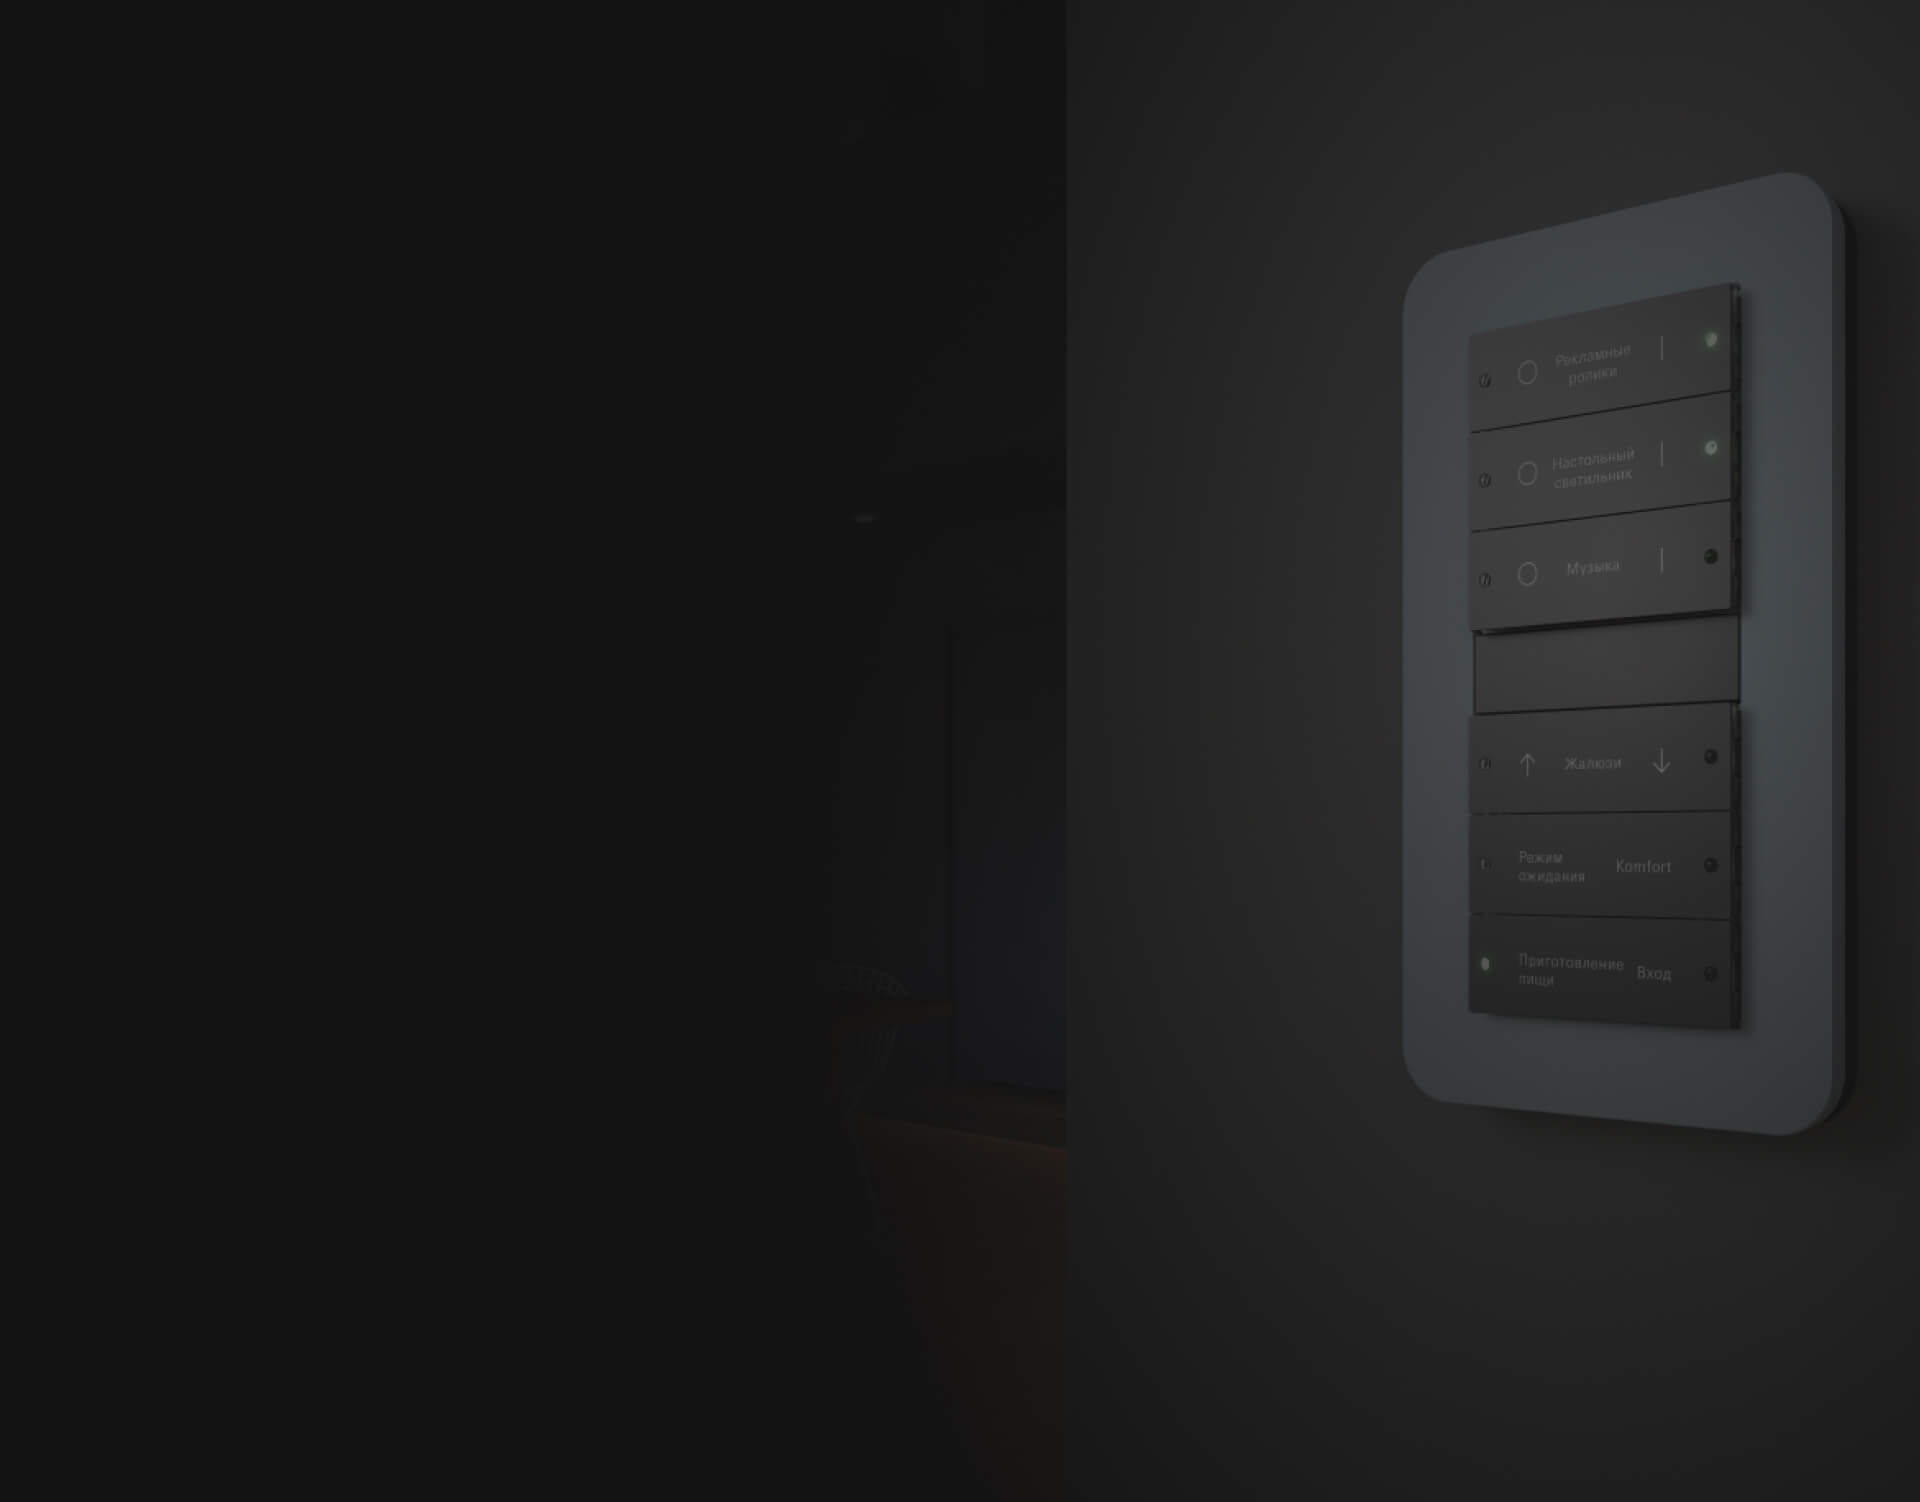 Рекламные
ролики
Настольный
светильник
Музыка
Жалюзи
Режим
ожидания
Komfort
Приготовление
пищи
Вход